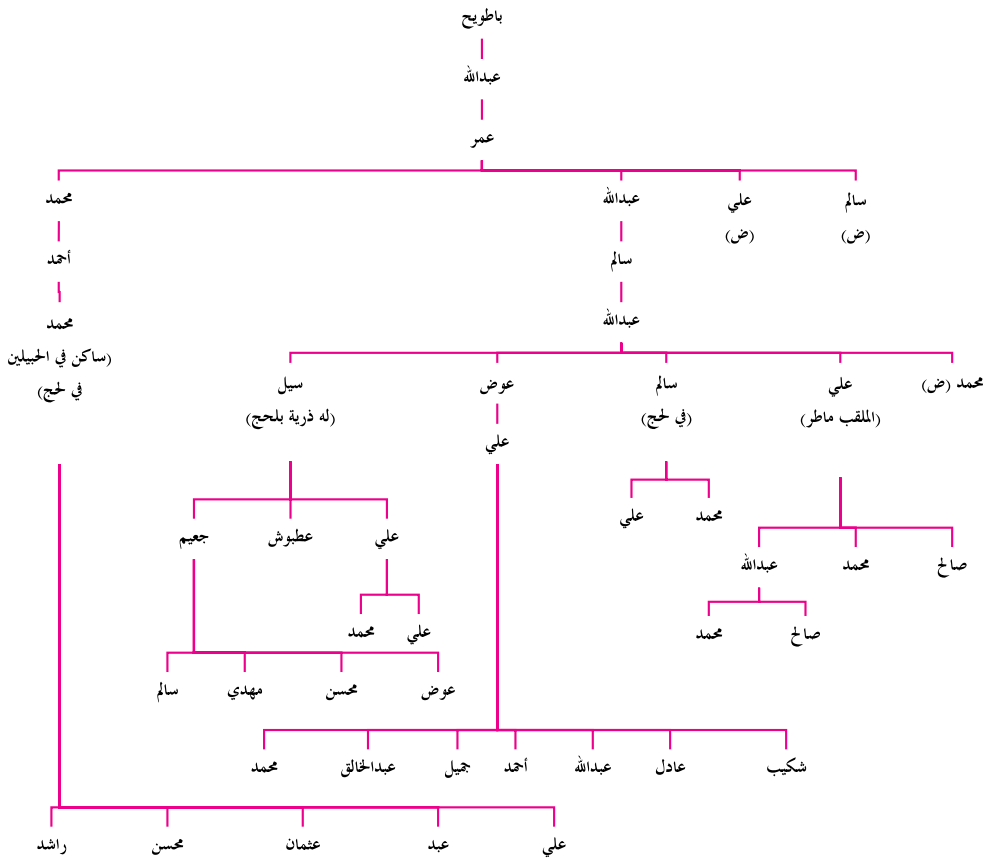 باطويح
عبدالله
عمر
سالم علي عبدالله محمد
(ض) (ض)
سالم أحمد
عبدالله محمد
(ساكن في الحبيلين
في لحج)
محمد (ض) علي سالم عوض سيل
(الملقب ماطر) (في لحج) (له ذرية بلحج)
علي
محمد علي
علي عطبوش جعيم
صالح محمد عبدالله
علي محمد
صالح محمد
عوض محسن مهدي سالم
شكيب عادل عبدالله أحمد جميل عبدالخالق محمد
علي عبد عثمان محسن راشد